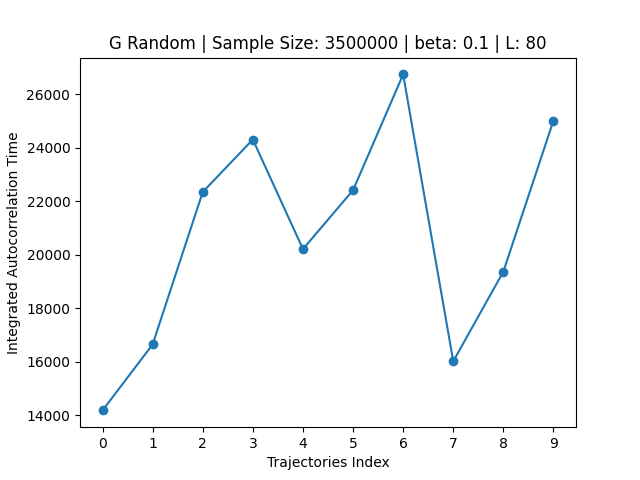 G Random | Sample Size: 3500000 | beta: 0.1 | L: 80
Integrated Autocorrelation Time
26000
24000
22000
20000
18000
16000
14000
0 1 2 3 4 5 6 7 8 9
Trajectories Index